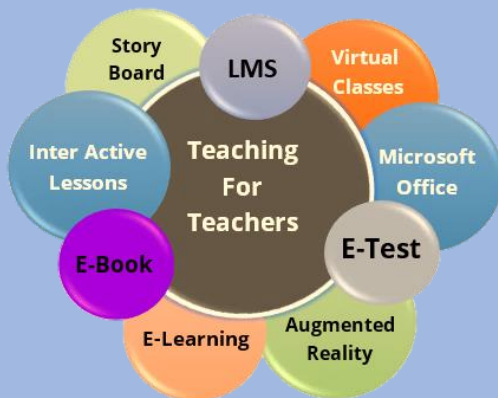 Story
Board
LMS
Virtual
Classes
Inter Active
Lessons
Teaching
For
Teachers
Microsoft
Office
E-Book
E-Test
E-Learning
Augmented
Reality